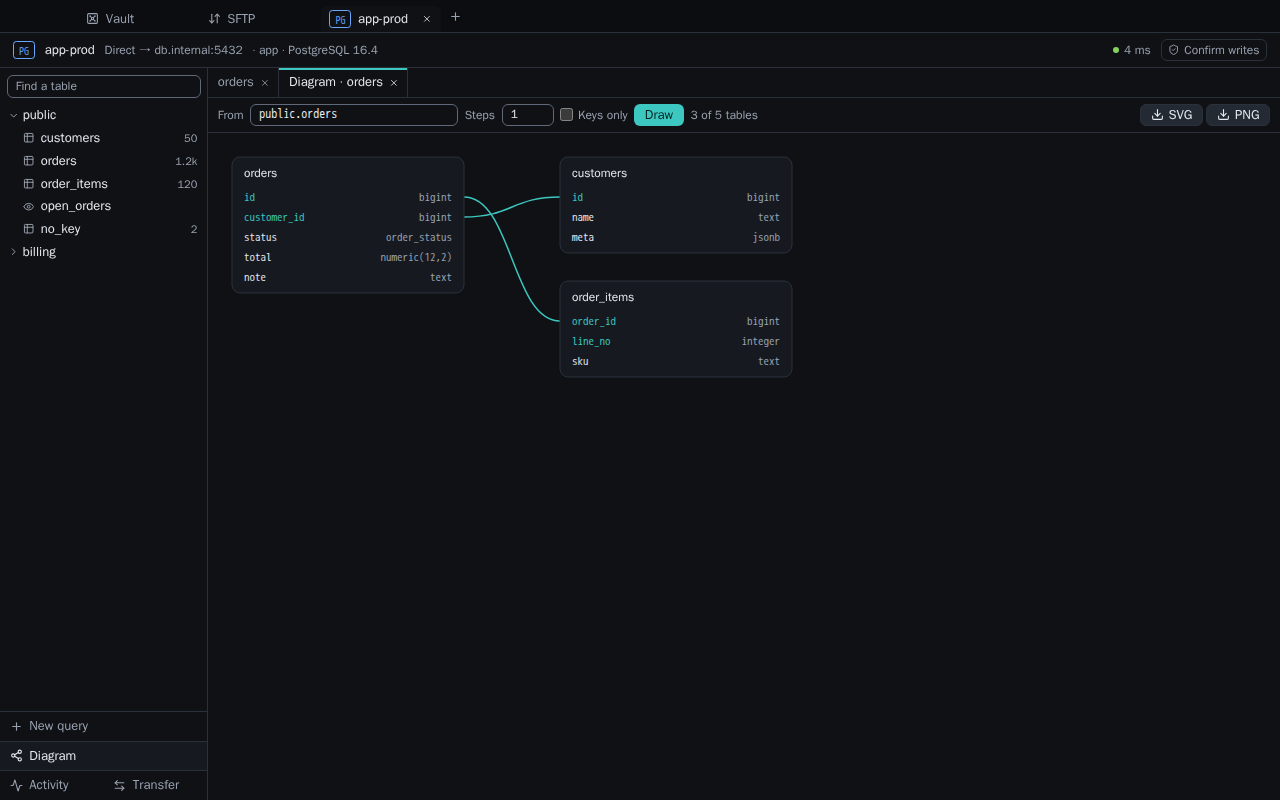 Vault
SFTP
PG app-prod × +
PG app-prod Direct → db.internal:5432 · app · PostgreSQL 16.4
4 ms Confirm writes
Find a table
public
customers 50
orders 1.2k
order_items 120
open_orders
no_key 2
billing
New query
Diagram
Activity Transfer
orders × Diagram · orders ×
From public.orders Steps 1 Keys only Draw 3 of 5 tables
SVG PNG
orders
id bigint
customer_id bigint
status order_status
total numeric(12,2)
note text
customers
id bigint
name text
meta jsonb
order_items
order_id bigint
line_no integer
sku text